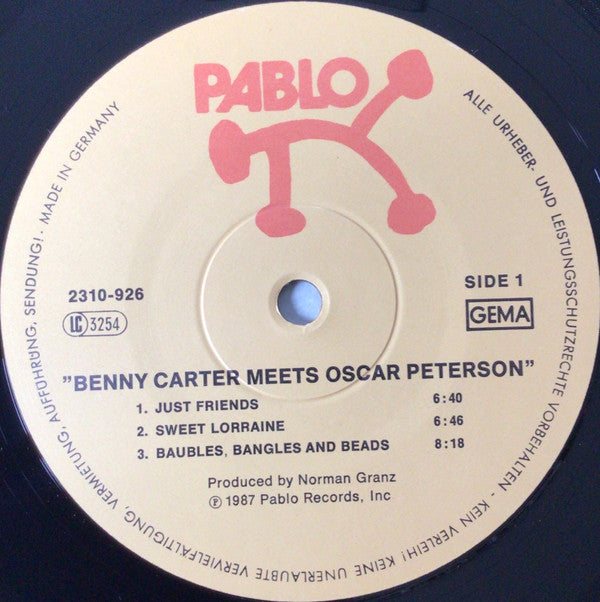 PABLO
ALLE URHEBER- UND LEISTUNGSSCHUTZRECHTE VORBEHALTEN - KEIN VERLEIH! KEINE UNERLAUBTE VERVIELFÄLTIGUNG, VERMIETUNG, AUFFÜHRUNG, SENDUNG! · MADE IN GERMANY
2310-926
SIDE 1
LC 3254
GEMA
"BENNY CARTER MEETS OSCAR PETERSON"
1. JUST FRIENDS 6:40
2. SWEET LORRAINE 6:46
3. BAUBLES, BANGLES AND BEADS 8:18
Produced by Norman Granz
℗ 1987 Pablo Records, Inc